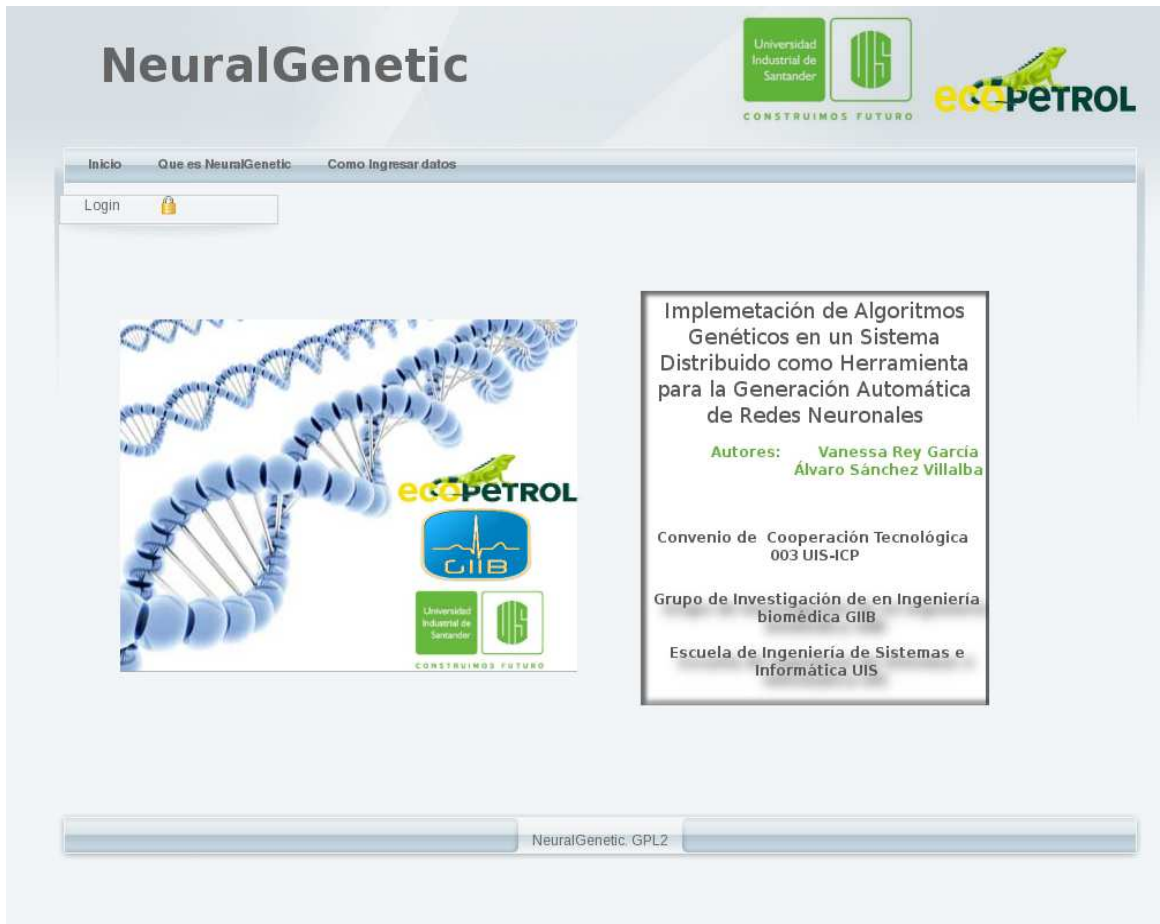 NeuralGenetic
Universidad
Industrial de
Santander
UIS
CONSTRUIMOS FUTURO
ecoPETROL
Inicio Que es NeuralGenetic Como Ingresar datos
Login
Implemetación de Algoritmos
Genéticos en un Sistema
Distribuido como Herramienta
para la Generación Automática
de Redes Neuronales
Autores: Vanessa Rey García
Álvaro Sánchez Villalba
ecoPETROL
GIIB
Universidad
Industrial de
Santander
UIS
CONSTRUIMOS FUTURO
Convenio de Cooperación Tecnológica
003 UIS-ICP
Grupo de Investigación de en Ingeniería
biomédica GIIB
Escuela de Ingeniería de Sistemas e
Informática UIS
NeuralGenetic. GPL2